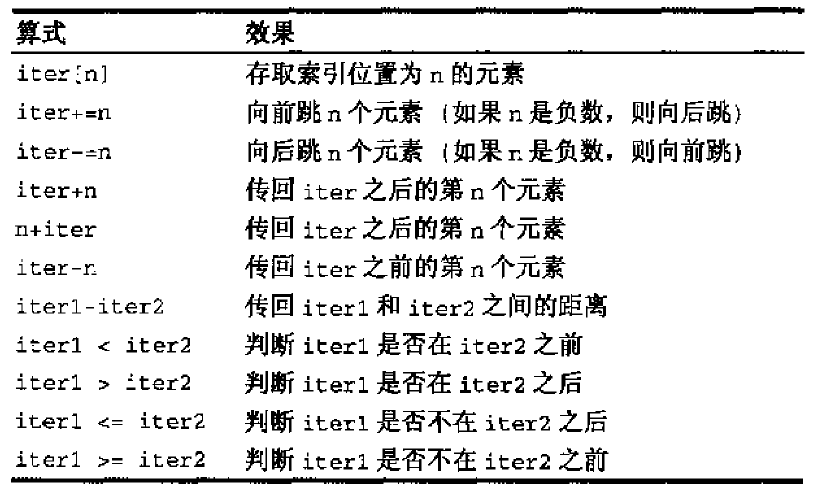 算式 效果
iter[n] 存取索引位置为 n 的元素
iter+=n 向前跳 n 个元素（如果 n 是负数，则向后跳）
iter-=n 向后跳 n 个元素（如果 n 是负数，则向前跳）
iter+n 传回 iter 之后的第 n 个元素
n+iter 传回 iter 之后的第 n 个元素
iter-n 传回 iter 之前的第 n 个元素
iter1-iter2 传回 iter1 和 iter2 之间的距离
iter1 < iter2 判断 iter1 是否在 iter2 之前
iter1 > iter2 判断 iter1 是否在 iter2 之后
iter1 <= iter2 判断 iter1 是否不在 iter2 之后
iter1 >= iter2 判断 iter1 是否不在 iter2 之前